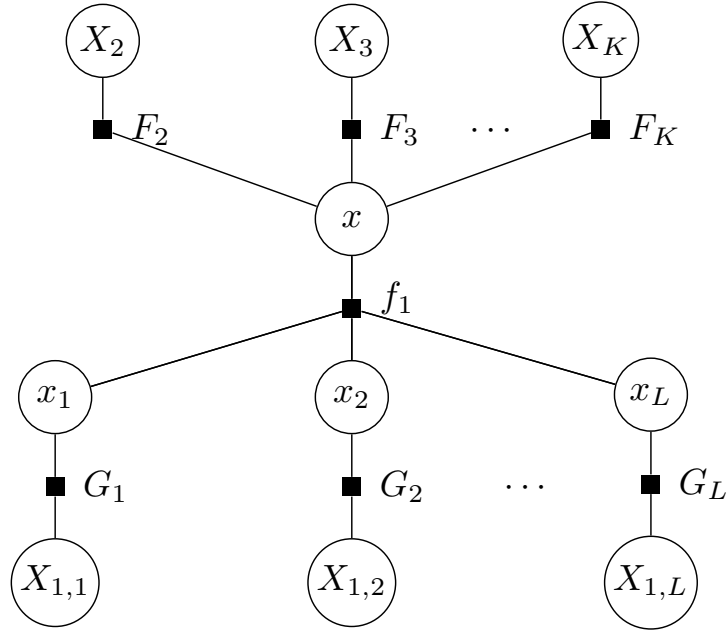 X_2 X_3 X_K
F_2 F_3 ⋯ F_K
x
f_1
x_1 x_2 x_L
G_1 G_2 ⋯ G_L
X_{1,1} X_{1,2} X_{1,L}